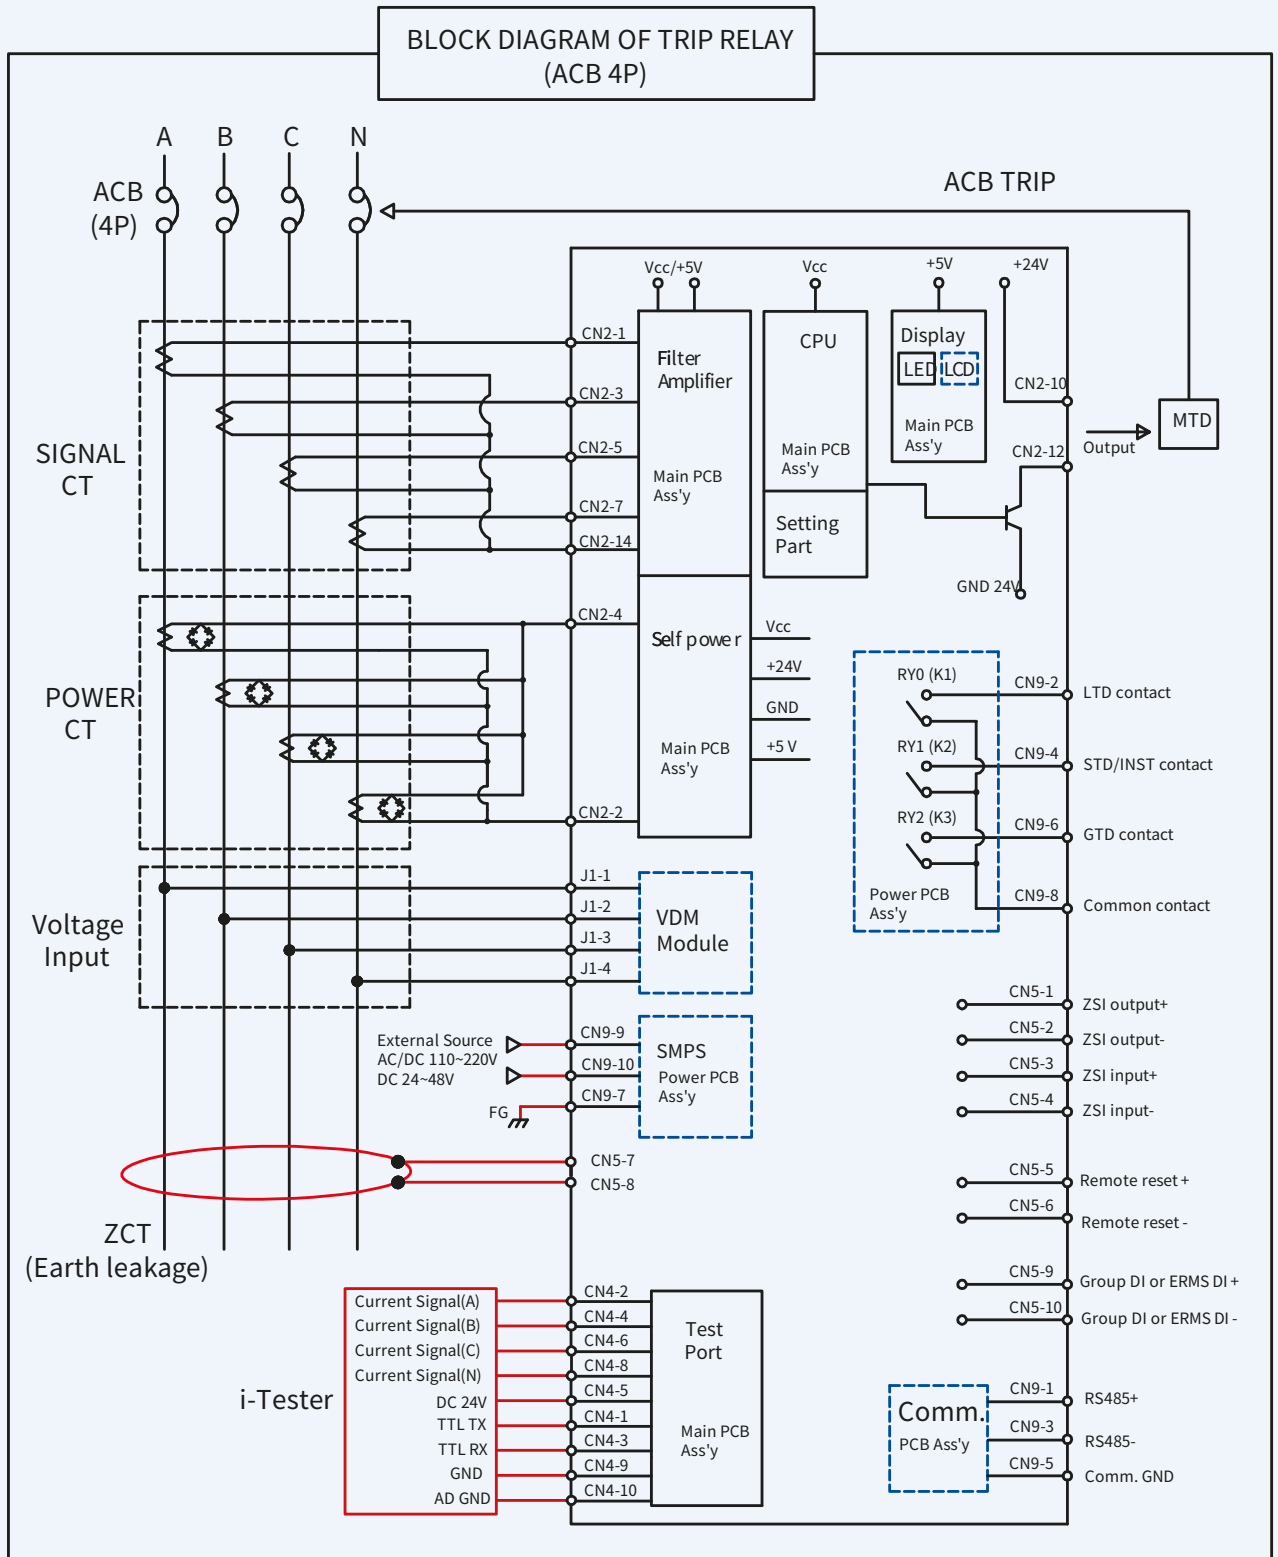 BLOCK DIAGRAM OF TRIP RELAY
(ACB 4P)
A
B
C
N
ACB
(4P)
ACB TRIP
Vcc/+5V
Vcc
+5V
+24V
CN2-1
CN2-3
CN2-5
CN2-7
CN2-14
Filter
Amplifier
Main PCB
Ass'y
CPU
Main PCB
Ass'y
Setting
Part
Display
LED
LCD
Main PCB
Ass'y
CN2-10
CN2-12
GND 24V
Output
MTD
SIGNAL
CT
POWER
CT
CN2-4
CN2-2
Self power
Main PCB
Ass'y
Vcc
+24V
GND
+5 V
RY0 (K1)
RY1 (K2)
RY2 (K3)
Power PCB
Ass'y
CN9-2
LTD contact
CN9-4
STD/INST contact
CN9-6
GTD contact
CN9-8
Common contact
Voltage
Input
J1-1
J1-2
J1-3
J1-4
VDM
Module
External Source
AC/DC 110~220V
DC 24~48V
FG
CN9-9
CN9-10
CN9-7
SMPS
Power PCB
Ass'y
CN5-1
ZSI output+
CN5-2
ZSI output-
CN5-3
ZSI input+
CN5-4
ZSI input-
CN5-7
CN5-8
ZCT
(Earth leakage)
CN5-5
Remote reset +
CN5-6
Remote reset -
CN5-9
Group DI or ERMS DI +
CN5-10
Group DI or ERMS DI -
i-Tester
Current Signal(A)
Current Signal(B)
Current Signal(C)
Current Signal(N)
DC 24V
TTL TX
TTL RX
GND
AD GND
CN4-2
CN4-4
CN4-6
CN4-8
CN4-5
CN4-1
CN4-3
CN4-9
CN4-10
Test
Port
Main PCB
Ass'y
Comm.
PCB Ass'y
CN9-1
RS485+
CN9-3
RS485-
CN9-5
Comm. GND